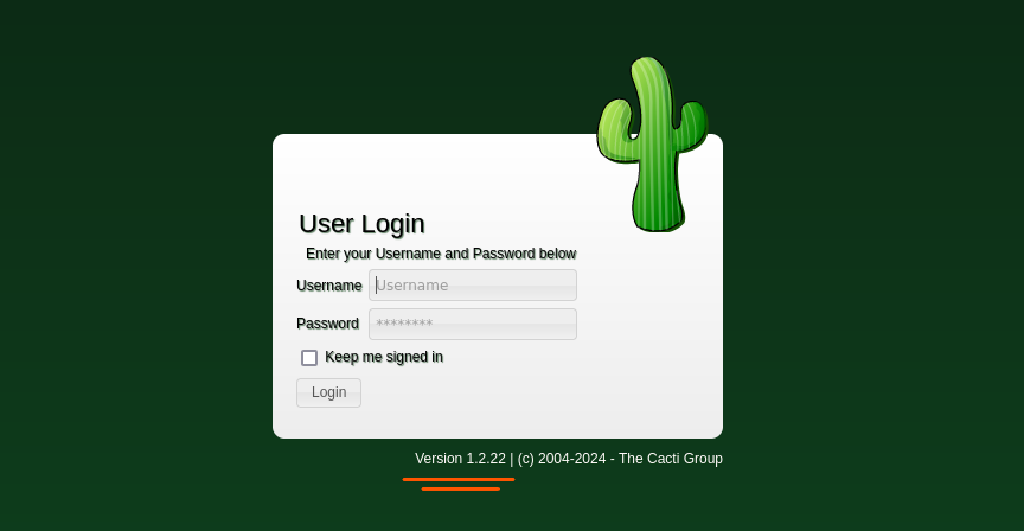 User Login
Enter your Username and Password below
Username Username
Password ********
Keep me signed in
Login
Version 1.2.22 | (c) 2004-2024 - The Cacti Group